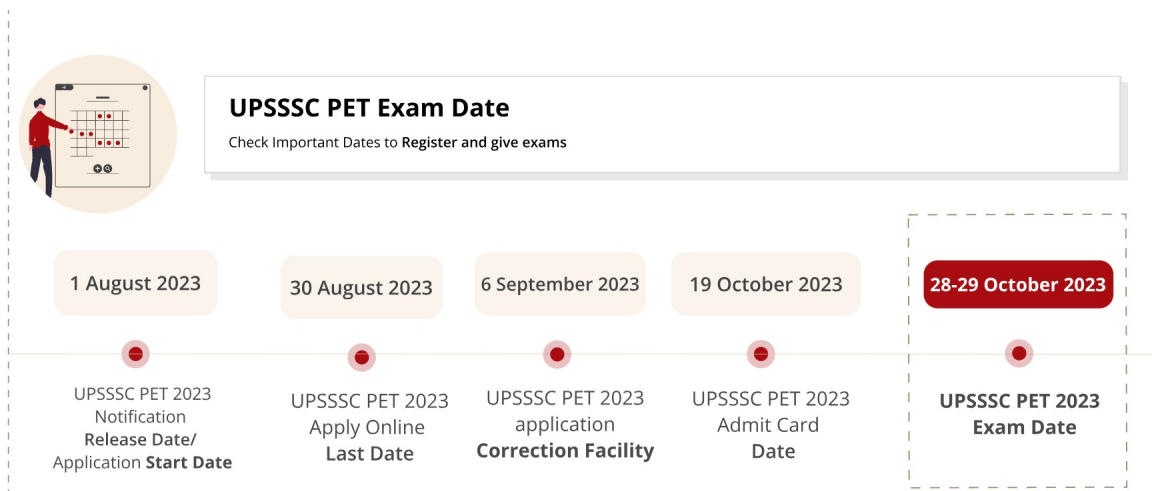 UPSSSC PET Exam Date
Check Important Dates to Register and give exams
1 August 2023
30 August 2023
6 September 2023
19 October 2023
28-29 October 2023
UPSSSC PET 2023
Notification
Release Date/
Application Start Date
UPSSSC PET 2023
Apply Online
Last Date
UPSSSC PET 2023
application
Correction Facility
UPSSSC PET 2023
Admit Card
Date
UPSSSC PET 2023
Exam Date